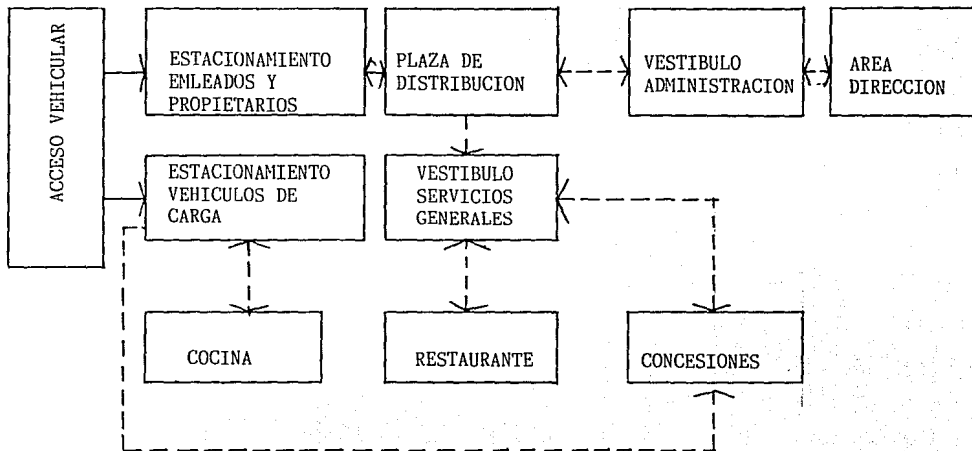 ACCESO VEHICULAR
ESTACIONAMIENTO
EMLEADOS Y
PROPIETARIOS
PLAZA DE
DISTRIBUCION
VESTIBULO
ADMINISTRACION
AREA
DIRECCION
ESTACIONAMIENTO
VEHICULOS DE
CARGA
VESTIBULO
SERVICIOS
GENERALES
COCINA
RESTAURANTE
CONCESIONES